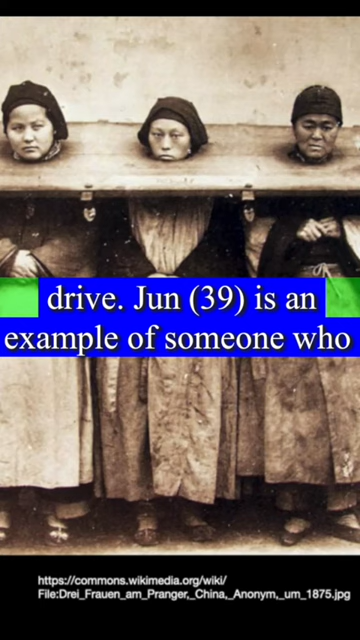 drive. Jun (39) is an
example of someone who
https://commons.wikimedia.org/wiki/
File:Drei_Frauen_am_Pranger,_China,_Anonym,_um_1875.jpg